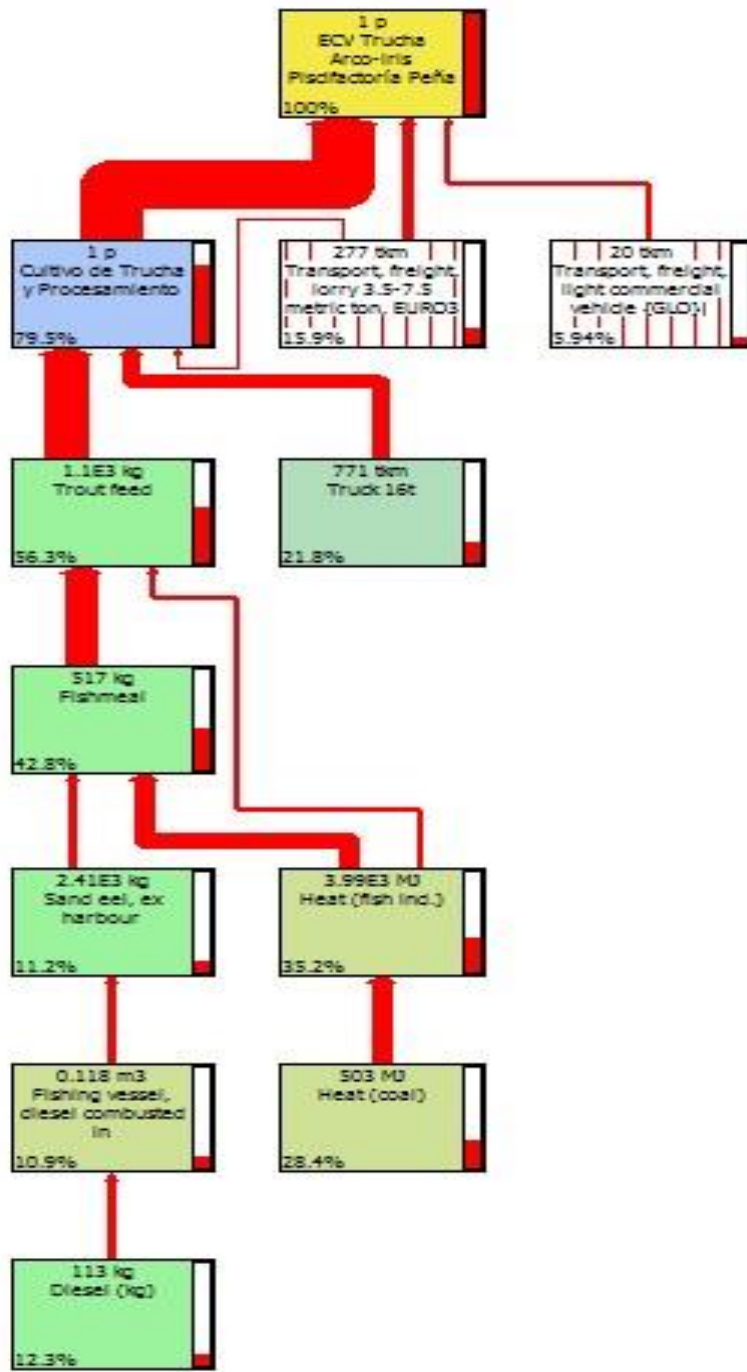 1 p
ECV Trucha
Arco-Iris
Piscifactoría Peña
100%
1 p
Cultivo de Trucha
y Procesamiento
79.5%
277 tkm
Transport, freight,
lorry 3.5-7.5
metric ton, EURO3
15.9%
20 tkm
Transport, freight,
light commercial
vehicle {GLO}|
5.94%
1.1E3 kg
Trout feed
56.3%
771 tkm
Truck 16t
21.8%
517 kg
Fishmeal
42.8%
2.41E3 kg
Sand eel, ex
harbour
11.2%
3.99E3 MJ
Heat (fish ind.)
35.2%
0.118 m3
Fishing vessel,
diesel combusted
in
10.9%
503 MJ
Heat (coal)
28.4%
113 kg
Diesel (kg)
12.3%